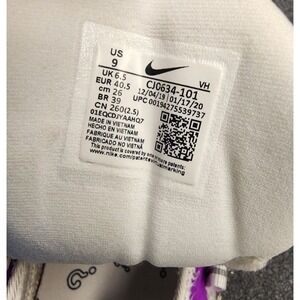 US
9
UK 6.5
EUR 40.5
cm 26
BR 39
CN 260(2.5)
VH
CJ0634-101
12/04/19 | 01/17/20
UPC 00194275539737
MADE IN VIETNAM
HECHO EN VIETNAM
FABRIQUÉ AU VIETNAM
FABRICADO NO VIETNÃ